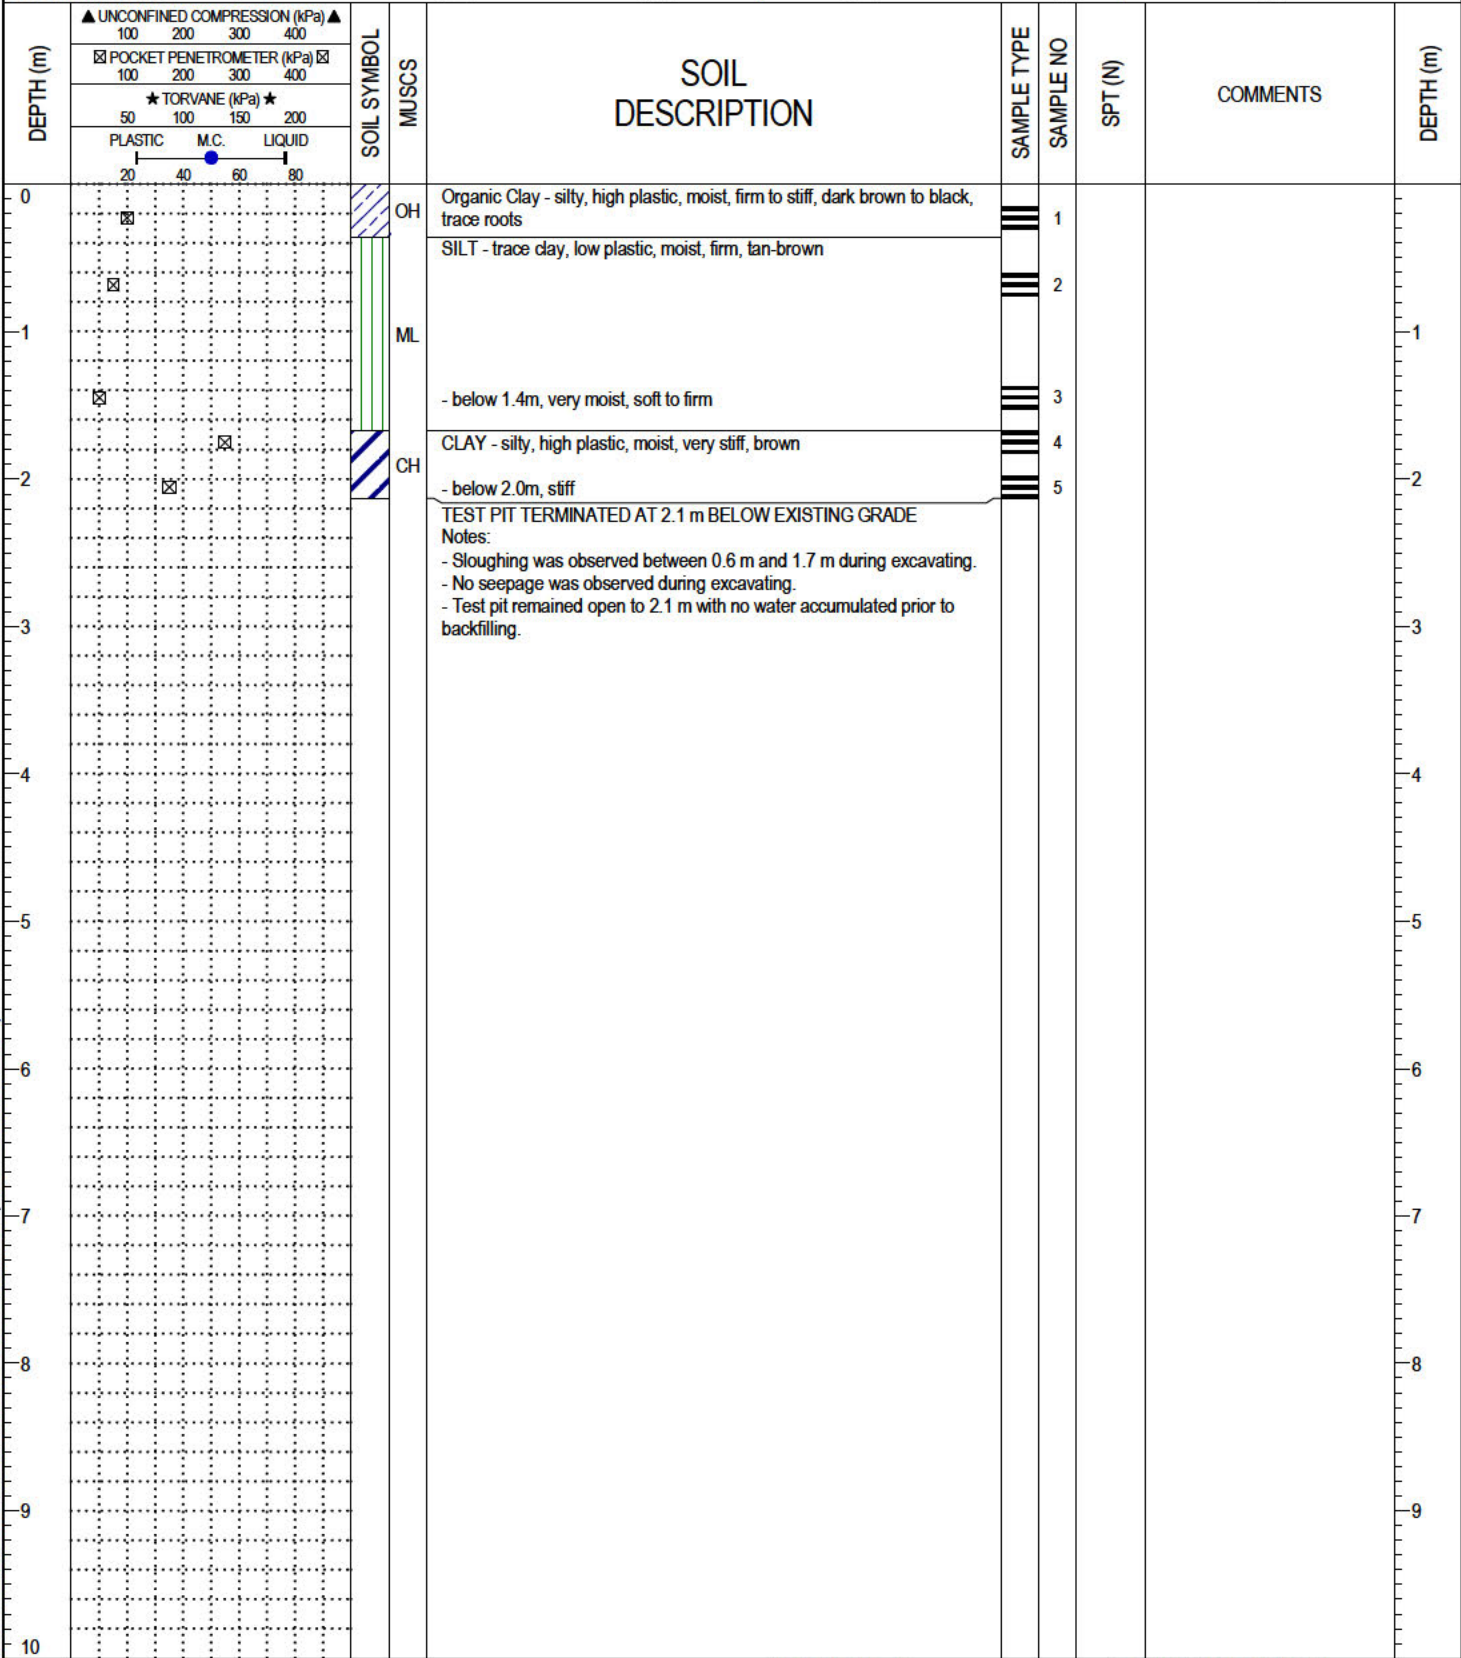 DEPTH (m)
▲ UNCONFINED COMPRESSION (kPa) ▲
100 200 300 400
⊠ POCKET PENETROMETER (kPa) ⊠
100 200 300 400
★ TORVANE (kPa) ★
50 100 150 200
PLASTIC M.C. LIQUID
20 40 60 80
SOIL SYMBOL
MUSCS
SOIL
DESCRIPTION
SAMPLE TYPE
SAMPLE NO
SPT (N)
COMMENTS
DEPTH (m)
0
OH
Organic Clay - silty, high plastic, moist, firm to stiff, dark brown to black,
trace roots
1
SILT - trace clay, low plastic, moist, firm, tan-brown
2
1
ML
1
- below 1.4m, very moist, soft to firm
3
CLAY - silty, high plastic, moist, very stiff, brown
4
CH
2
2
- below 2.0m, stiff
5
TEST PIT TERMINATED AT 2.1 m BELOW EXISTING GRADE
Notes:
- Sloughing was observed between 0.6 m and 1.7 m during excavating.
- No seepage was observed during excavating.
- Test pit remained open to 2.1 m with no water accumulated prior to
backfilling.
3
3
4
4
5
5
6
6
7
7
8
8
9
9
10